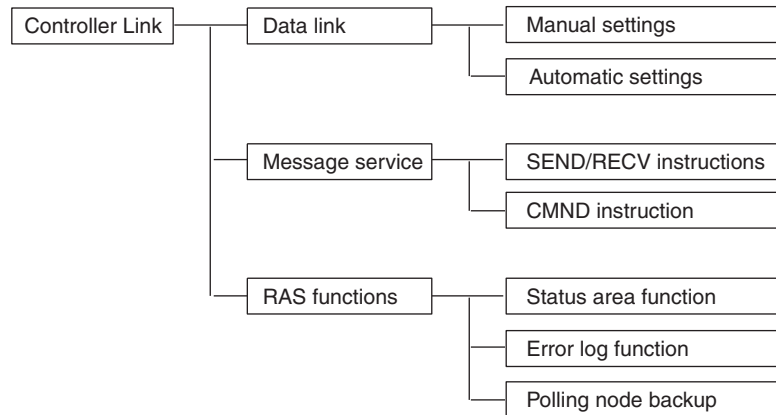 Controller Link
Data link
Manual settings
Automatic settings
Message service
SEND/RECV instructions
CMND instruction
RAS functions
Status area function
Error log function
Polling node backup